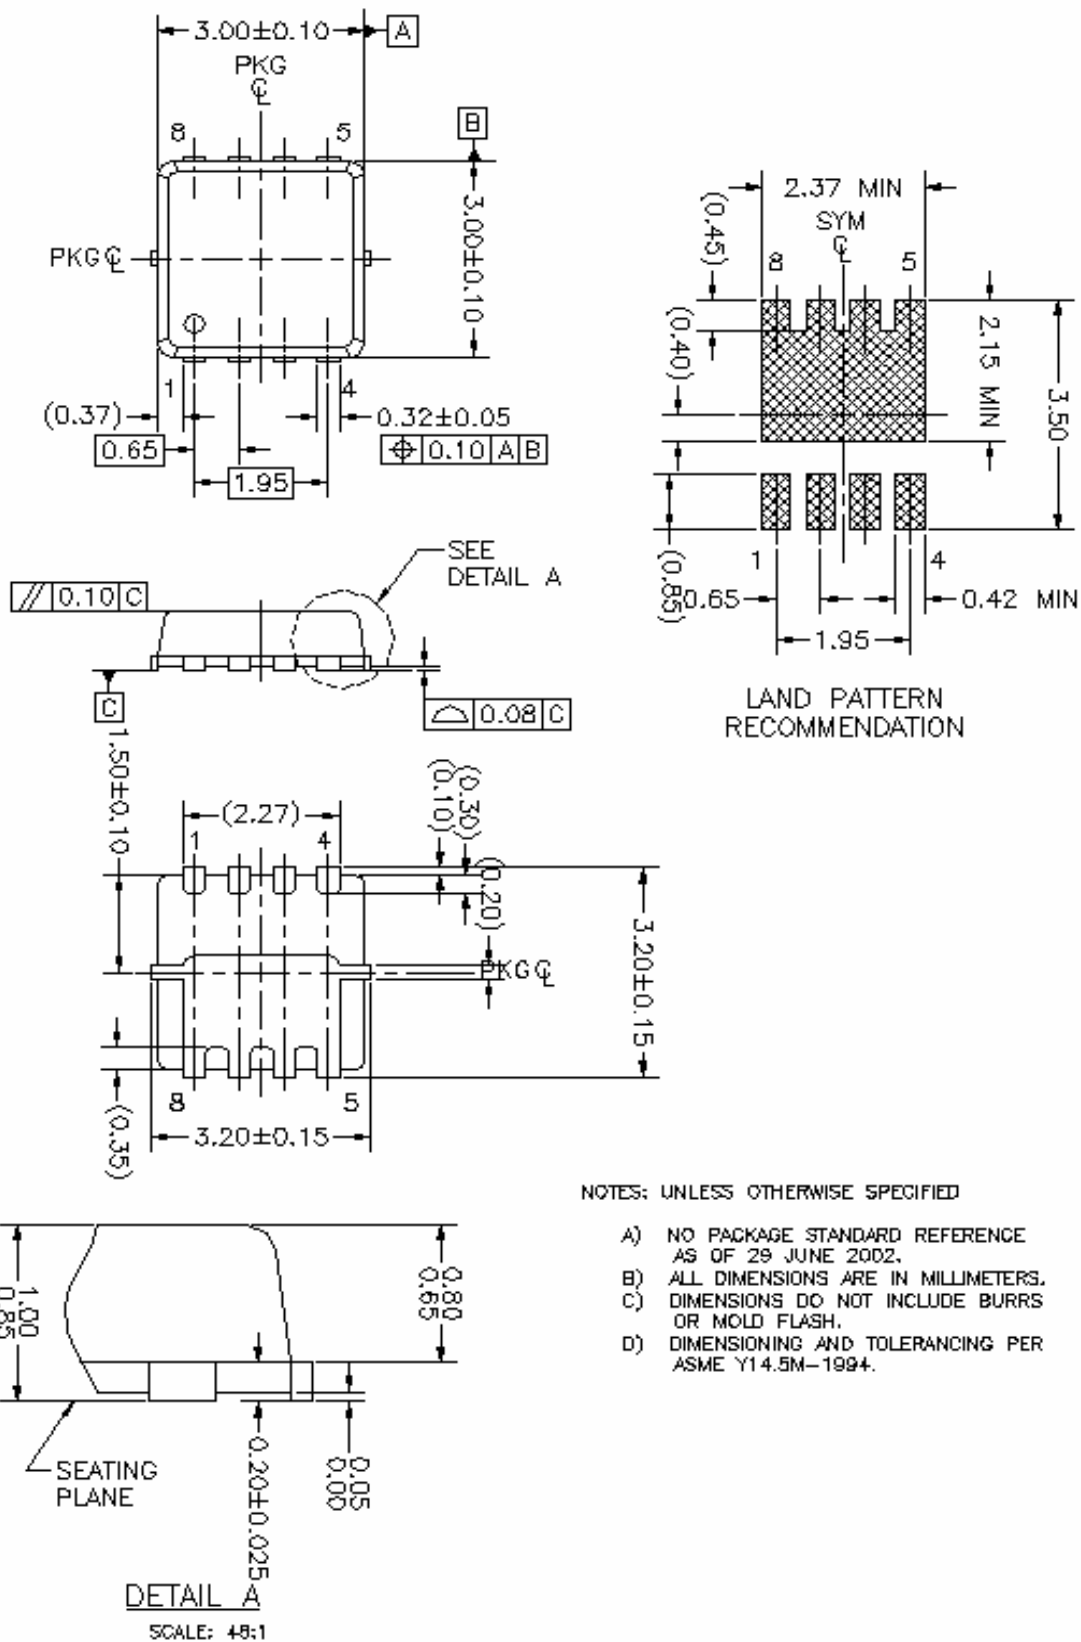 3.00±0.10
A
PKG
℄
8
5
B
3.00±0.10
PKG ℄
1
4
(0.37)
0.32±0.05
0.65
⌖ 0.10 A B
1.95
2.37 MIN
SYM
℄
(0.45)
8
5
(0.40)
2.15 MIN
3.50
1
4
(0.85)
0.65
0.42 MIN
1.95
LAND PATTERN
RECOMMENDATION
SEE
DETAIL A
// 0.10 C
C
⌓ 0.08 C
1.50±0.10
(2.27)
(0.10)
(0.30)
1
4
(0.20)
PKG ℄
3.20±0.15
8
5
(0.35)
3.20±0.15
NOTES: UNLESS OTHERWISE SPECIFIED
A) NO PACKAGE STANDARD REFERENCE
AS OF 29 JUNE 2002.
B) ALL DIMENSIONS ARE IN MILLIMETERS.
C) DIMENSIONS DO NOT INCLUDE BURRS
OR MOLD FLASH.
D) DIMENSIONING AND TOLERANCING PER
ASME Y14.5M-1994.
1.00
0.85
0.80
0.65
SEATING
PLANE
0.20±0.025
0.05
0.00
DETAIL A
SCALE: 48:1